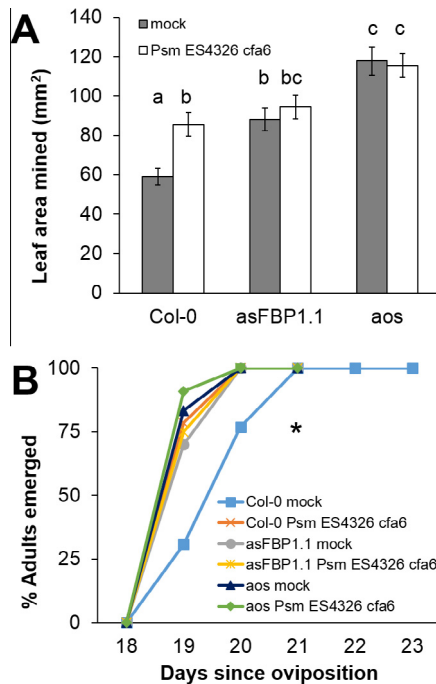 A
mock
Psm ES4326 cfa6
Leaf area mined (mm²)
140
120
100
80
60
40
20
0
a
b
b
bc
c
c
Col-0
asFBP1.1
aos
B
% Adults emerged
100
75
50
25
0
*
Col-0 mock
Col-0 Psm ES4326 cfa6
asFBP1.1 mock
asFBP1.1 Psm ES4326 cfa6
aos mock
aos Psm ES4326 cfa6
18 19 20 21 22 23
Days since oviposition